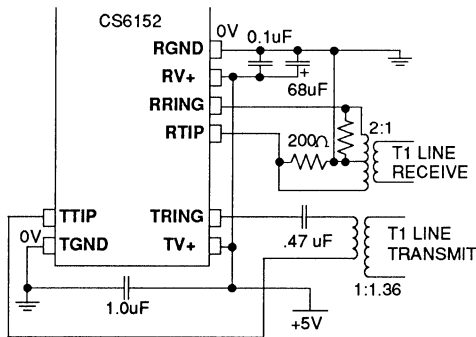 CS6152
0V
RGND
0.1uF
RV+
+
68uF
RRING
2:1
RTIP
200Ω
T1 LINE
RECEIVE
TTIP
TRING
0V
TGND
TV+
.47 uF
T1 LINE
TRANSMIT
1:1.36
1.0uF
+5V